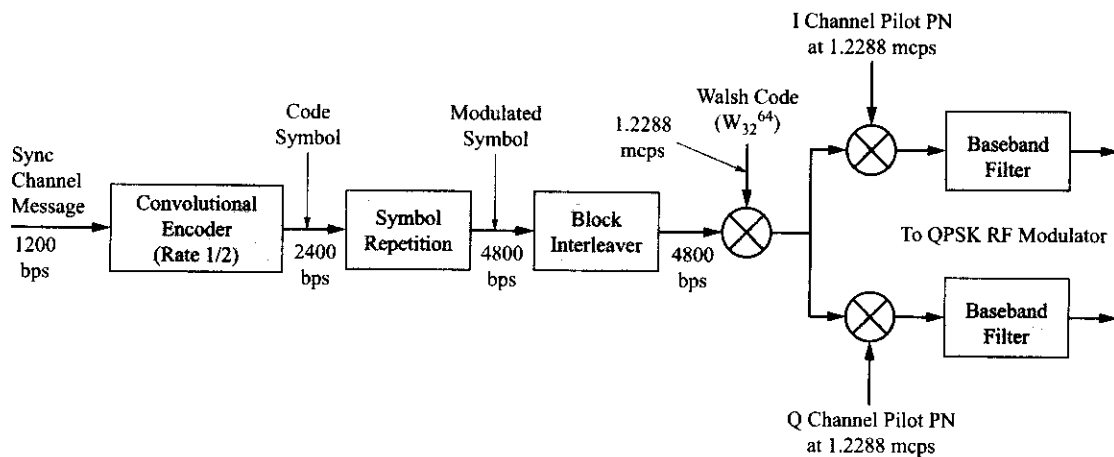 I Channel Pilot PN
at 1.2288 mcps
Walsh Code
(W₃₂⁶⁴)
Code
Symbol
Modulated
Symbol
1.2288
mcps
Sync
Channel
Message
1200
bps
Convolutional
Encoder
(Rate 1/2)
2400
bps
Symbol
Repetition
4800
bps
Block
Interleaver
4800
bps
Baseband
Filter
To QPSK RF Modulator
Baseband
Filter
Q Channel Pilot PN
at 1.2288 mcps